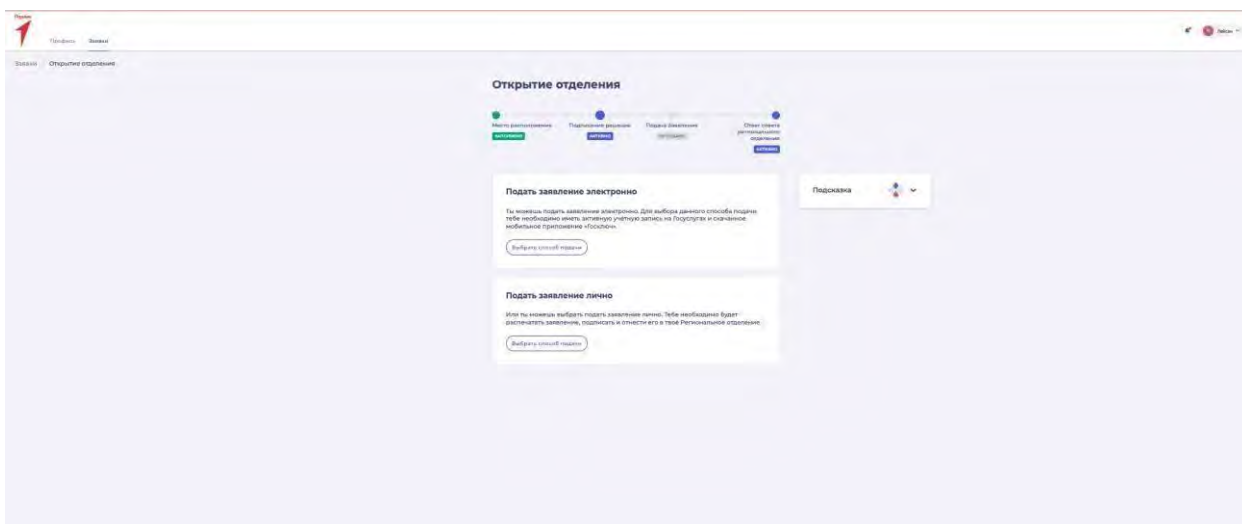 Профиль Заявки
Заявки Открытие отделения
Открытие отделения
Место расположения
Подписание решения
Подача Заявления
Ответ совета
регионального
отделения
Подать заявление электронно
Ты можешь подать заявление электронно. Для выбора данного способа подачи
тебе необходимо иметь активную учетную запись на Госуслугах и скачанное
мобильное приложение «Госключ».
Выбрать способ подачи
Подать заявление лично
Или ты можешь выбрать подать заявление лично. Тебе необходимо будет
распечатать заявление, подписать и отнести его в твоё Региональное отделение
Выбрать способ подачи
Подсказка